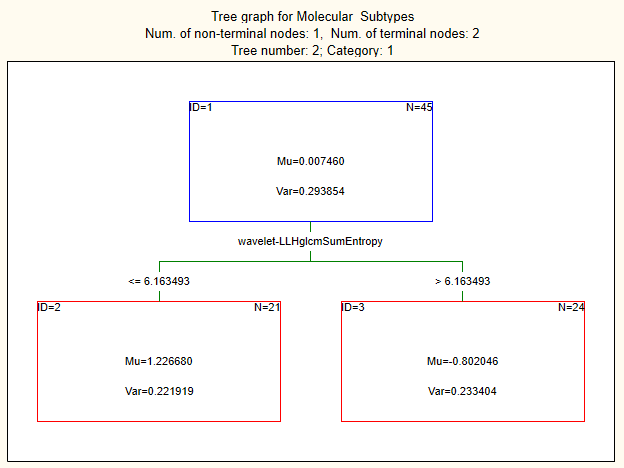 Tree graph for Molecular  Subtypes
Num. of non-terminal nodes: 1,  Num. of terminal nodes: 2
Tree number: 2; Category: 1
ID=1 N=45
Mu=0.007460
Var=0.293854
wavelet-LLHglcmSumEntropy
<= 6.163493 > 6.163493
ID=2 N=21 ID=3 N=24
Mu=1.226680 Mu=-0.802046
Var=0.221919 Var=0.233404